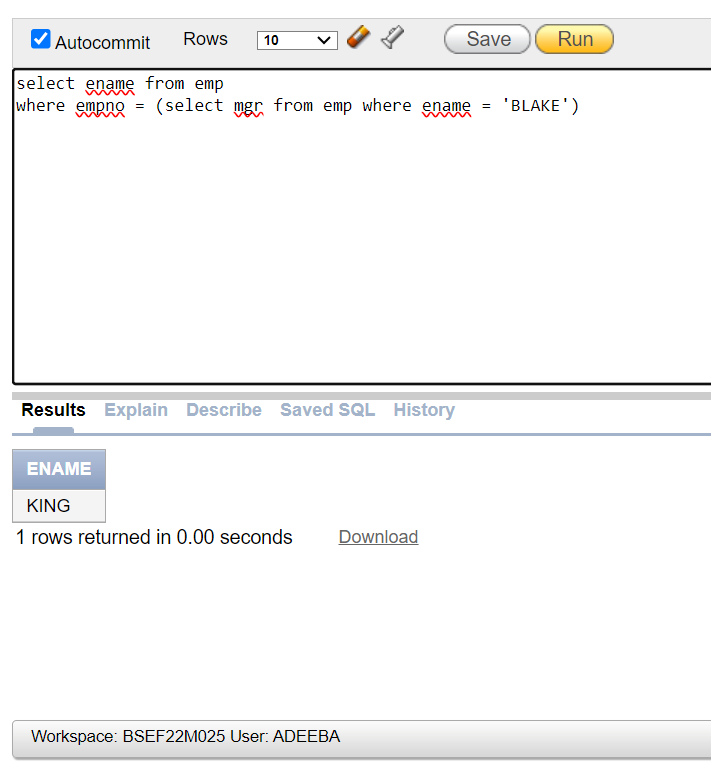 Autocommit Rows 10 Save Run
select ename from emp
where empno = (select mgr from emp where ename = 'BLAKE')
Results Explain Describe Saved SQL History
ENAME
KING
1 rows returned in 0.00 seconds Download
Workspace: BSEF22M025 User: ADEEBA